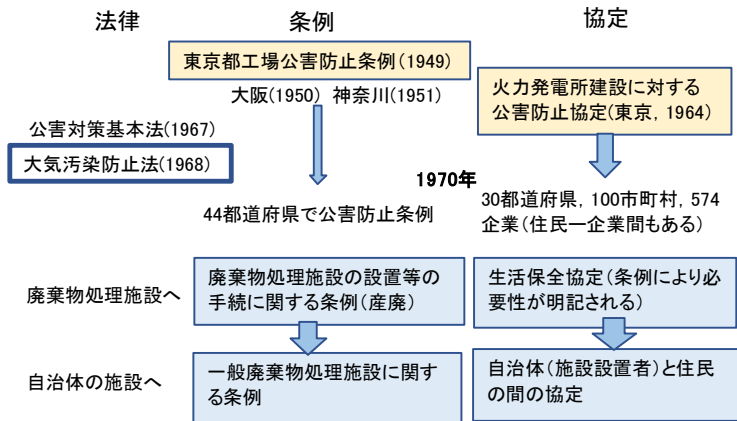 法律
条例
協定
東京都工場公害防止条例(1949)
大阪(1950) 神奈川(1951)
火力発電所建設に対する
公害防止協定(東京, 1964)
公害対策基本法(1967)
大気汚染防止法(1968)
1970年
44都道府県で公害防止条例
30都道府県, 100市町村, 574
企業(住民ー企業間もある)
廃棄物処理施設へ
廃棄物処理施設の設置等の
手続に関する条例(産廃)
生活保全協定(条例により必
要性が明記される)
自治体の施設へ
一般廃棄物処理施設に関す
る条例
自治体(施設設置者)と住民
の間の協定